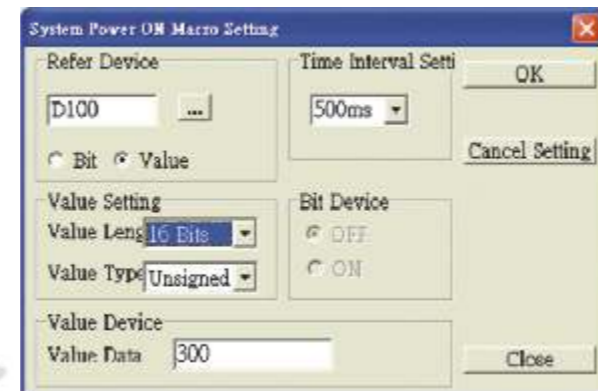 System Power ON Macro Setting
Refer Device
D100
...
Bit
Value
Time Interval Setti
500ms
OK
Cancel Setting
Value Setting
Value Leng
16 Bits
Value Type
Unsigned
Bit Device
OFF
ON
Value Device
Value Data
300
Close